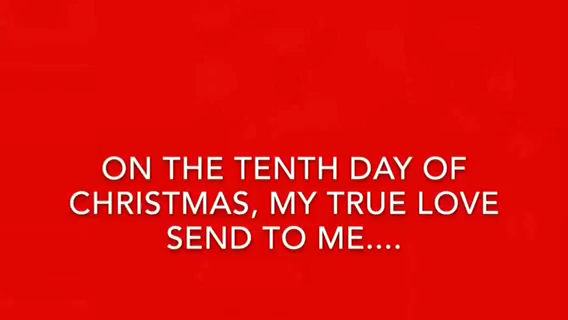 ON THE TENTH DAY OF
CHRISTMAS, MY TRUE LOVE
SEND TO ME....